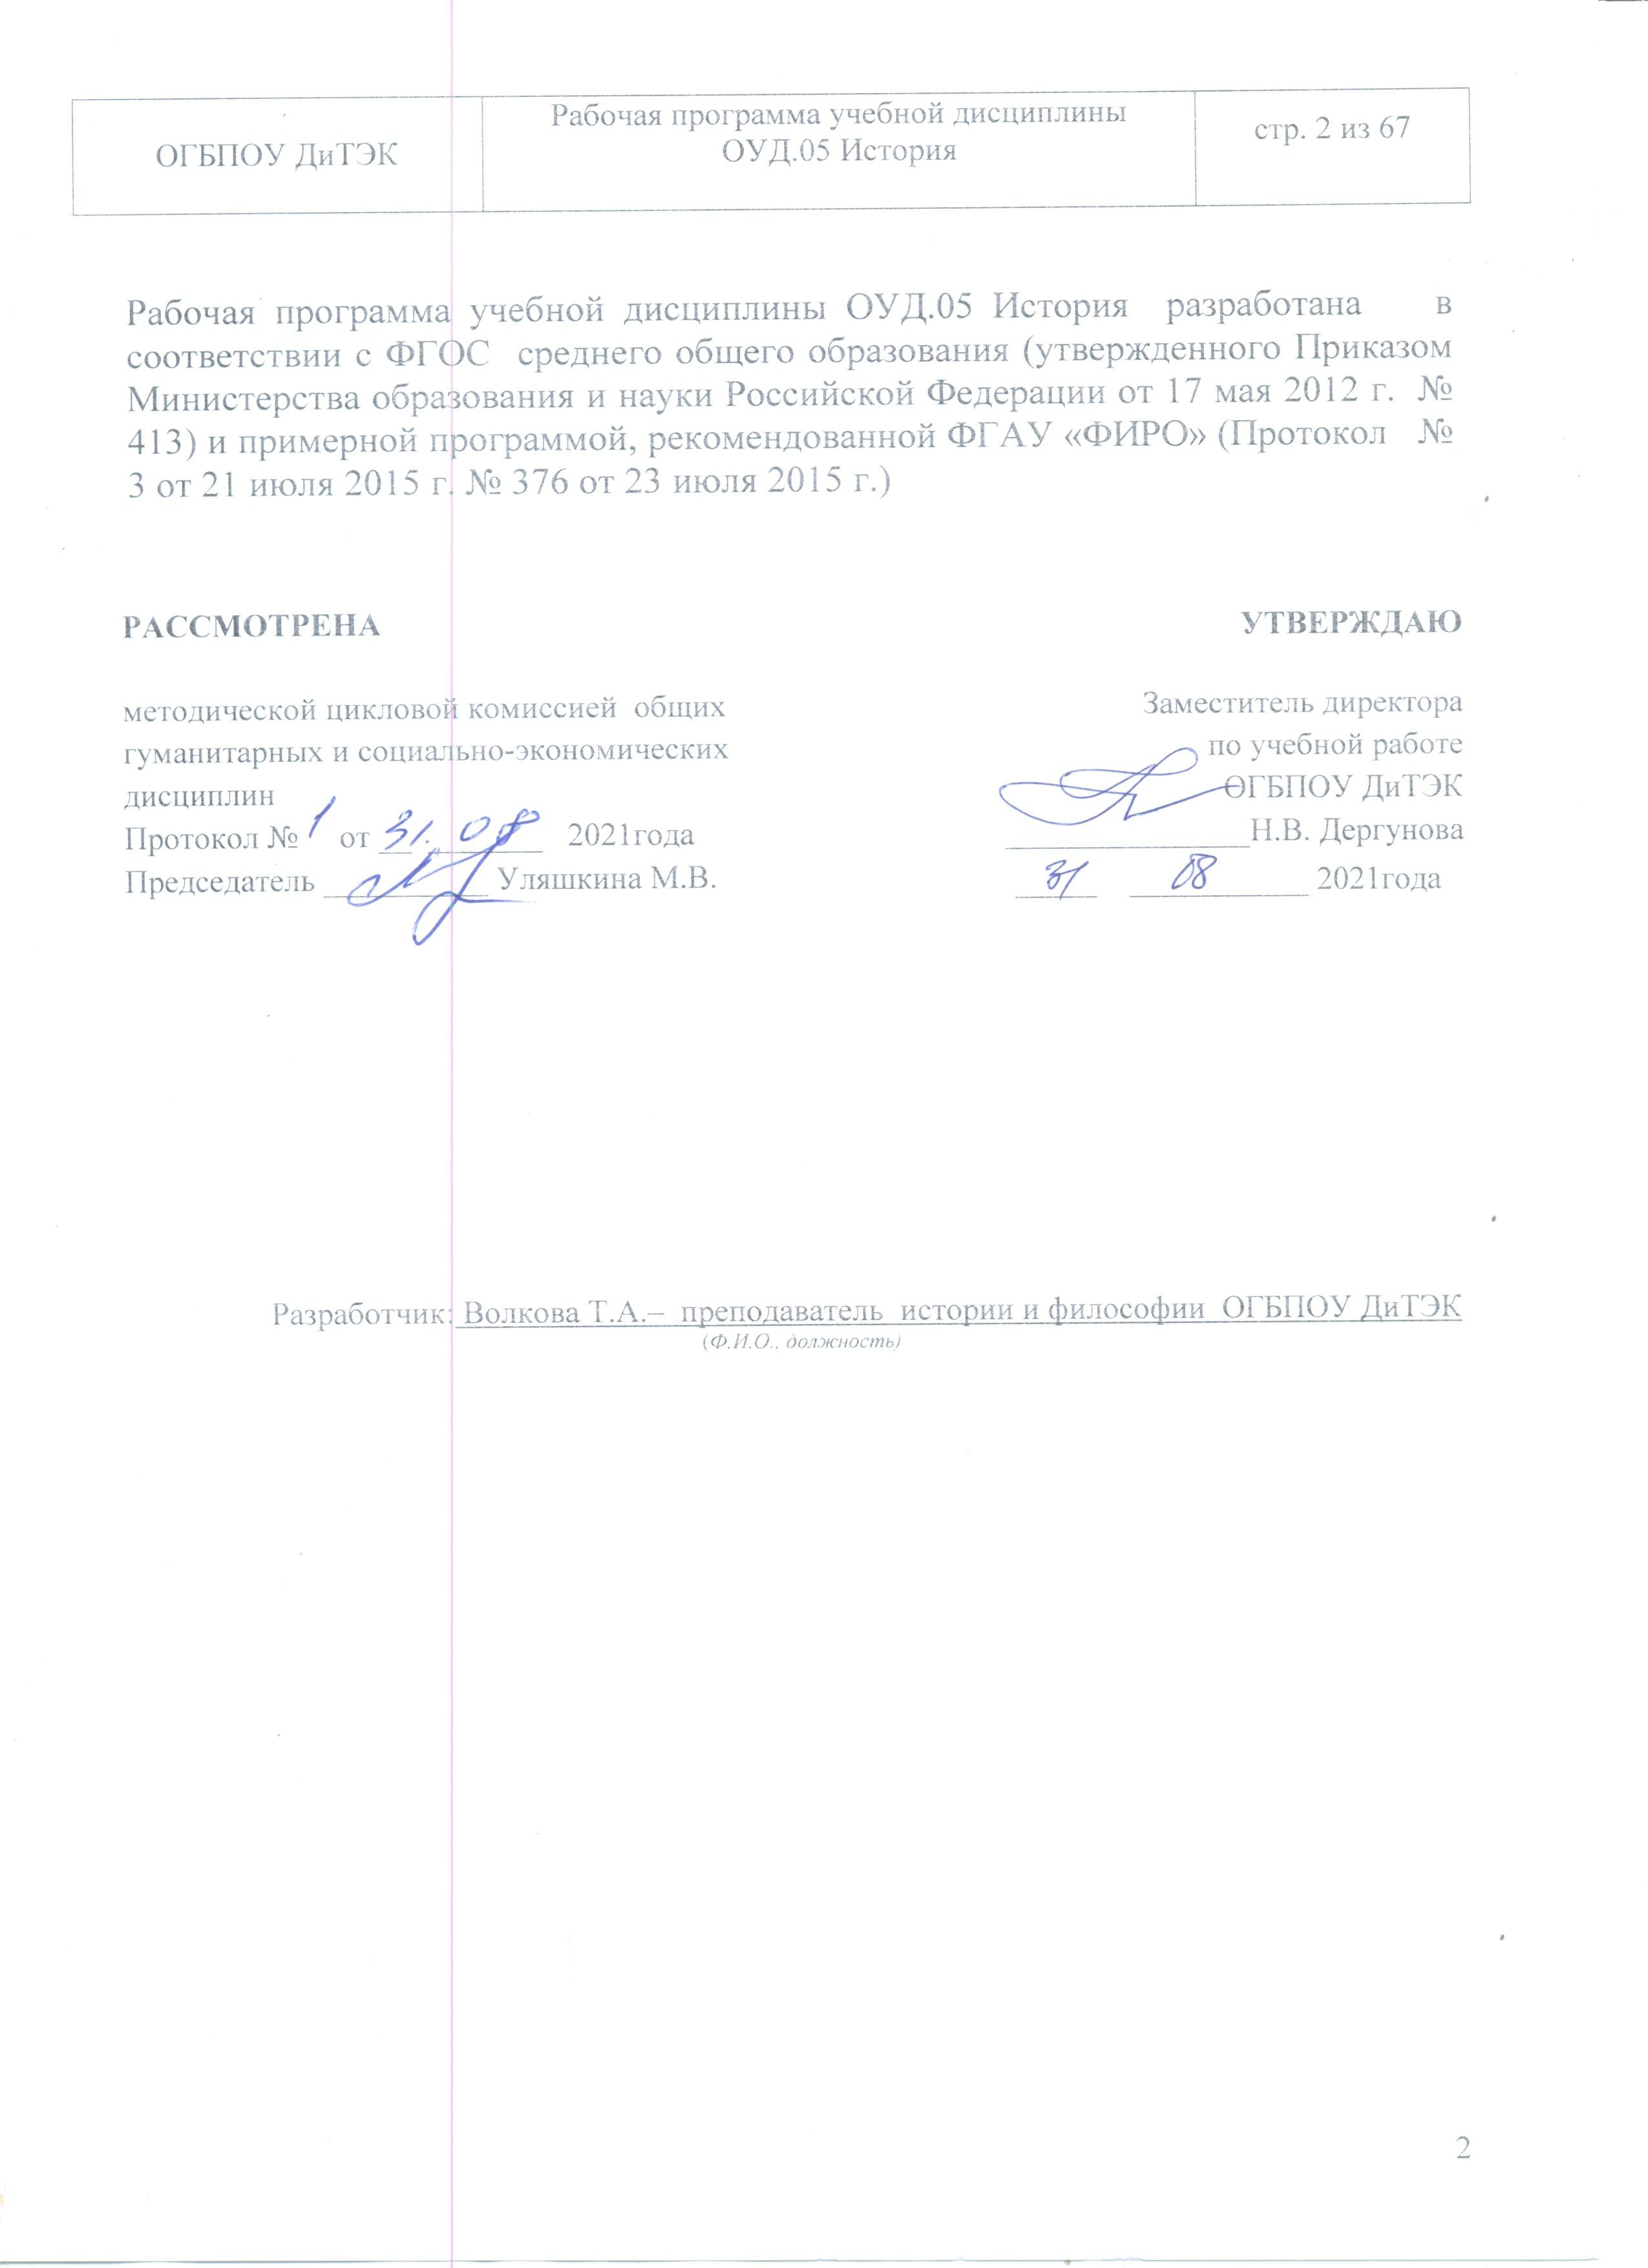 ОГБПОУ ДиТЭК
Рабочая программа учебной дисциплины
ОУД.05 История
стр. 2 из 67
Рабочая программа учебной дисциплины ОУД.05 История разработана в
соответствии с ФГОС среднего общего образования (утвержденного Приказом
Министерства образования и науки Российской Федерации от 17 мая 2012 г. №
413) и примерной программой, рекомендованной ФГАУ «ФИРО» (Протокол №
3 от 21 июля 2015 г. № 376 от 23 июля 2015 г.)
РАССМОТРЕНА
методической цикловой комиссией общих
гуманитарных и социально-экономических
дисциплин
Протокол № 1 от 31. 08 2021года
Председатель __________ Уляшкина М.В.
УТВЕРЖДАЮ
Заместитель директора
по учебной работе
ОГБПОУ ДиТЭК
_______________Н.В. Дергунова
31 08 2021года
Разработчик: Волкова Т.А.– преподаватель истории и философии ОГБПОУ ДиТЭК
(Ф.И.О., должность)
2